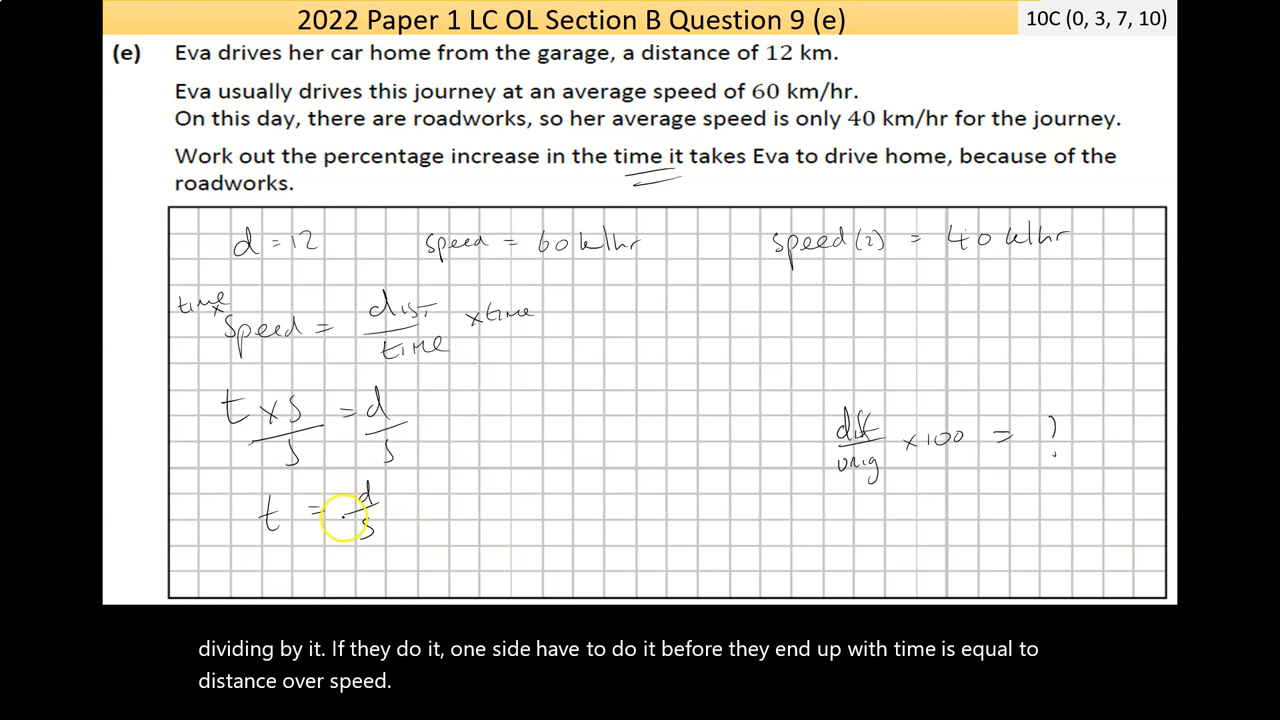 2022 Paper 1 LC OL Section B Question 9 (e)
10C (0, 3, 7, 10)
(e) Eva drives her car home from the garage, a distance of 12 km.
Eva usually drives this journey at an average speed of 60 km/hr.
On this day, there are roadworks, so her average speed is only 40 km/hr for the journey.
Work out the percentage increase in the time it takes Eva to drive home, because of the
roadworks.
d = 12 speed = 60 k/hr speed (2) = 40 k/hr
time x speed = dist/time x time
t x s/s = d/s
dif/orig x 100 = ?
t = d/s
dividing by it. If they do it, one side have to do it before they end up with time is equal to
distance over speed.